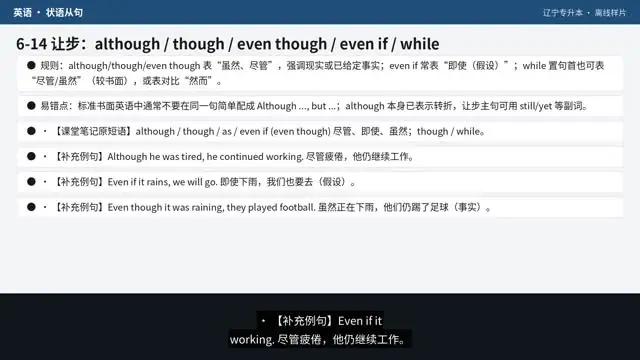 英语 · 状语从句
辽宁专升本 · 离线样片
6-14 让步：although / though / even though / even if / while
● 规则：although/though/even though 表“虽然、尽管”，强调现实或已给定事实；even if 常表“即使（假设）”；while 置句首也可表
“尽管/虽然”（较书面），或表对比“然而”。
● 易错点：标准书面英语中通常不要在同一句简单配成 Although ..., but ...；although 本身已表示转折，让步主句可用 still/yet 等副词。
● · 【课堂笔记原短语】although / though / as / even if (even though) 尽管、即使、虽然；though / while。
● · 【补充例句】Although he was tired, he continued working. 尽管疲倦，他仍继续工作。
● · 【补充例句】Even if it rains, we will go. 即使下雨，我们也要去（假设）。
● · 【补充例句】Even though it was raining, they played football. 虽然正在下雨，他们仍踢了足球（事实）。
· 【补充例句】Even if it
working. 尽管疲倦，他仍继续工作。